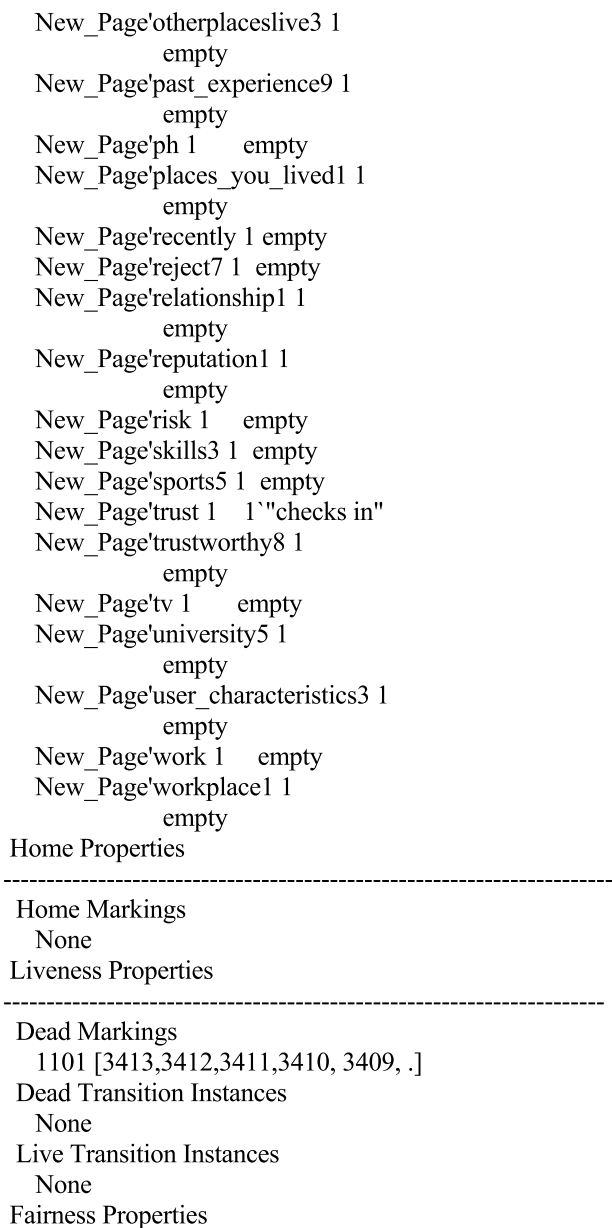 New_Page'otherplaceslive3 1
empty
New_Page'past_experience9 1
empty
New_Page'ph 1 empty
New_Page'places_you_lived1 1
empty
New_Page'recently 1 empty
New_Page'reject7 1 empty
New_Page'relationship1 1
empty
New_Page'reputation1 1
empty
New_Page'risk 1 empty
New_Page'skills3 1 empty
New_Page'sports5 1 empty
New_Page'trust 1 1`"checks in"
New_Page'trustworthy8 1
empty
New_Page'tv 1 empty
New_Page'university5 1
empty
New_Page'user_characteristics3 1
empty
New_Page'work 1 empty
New_Page'workplace1 1
empty
Home Properties
------------------------------------------------------------------------
Home Markings
None
Liveness Properties
-----------------------------------------------------------------------
Dead Markings
1101 [3413,3412,3411,3410, 3409, .]
Dead Transition Instances
None
Live Transition Instances
None
Fairness Properties